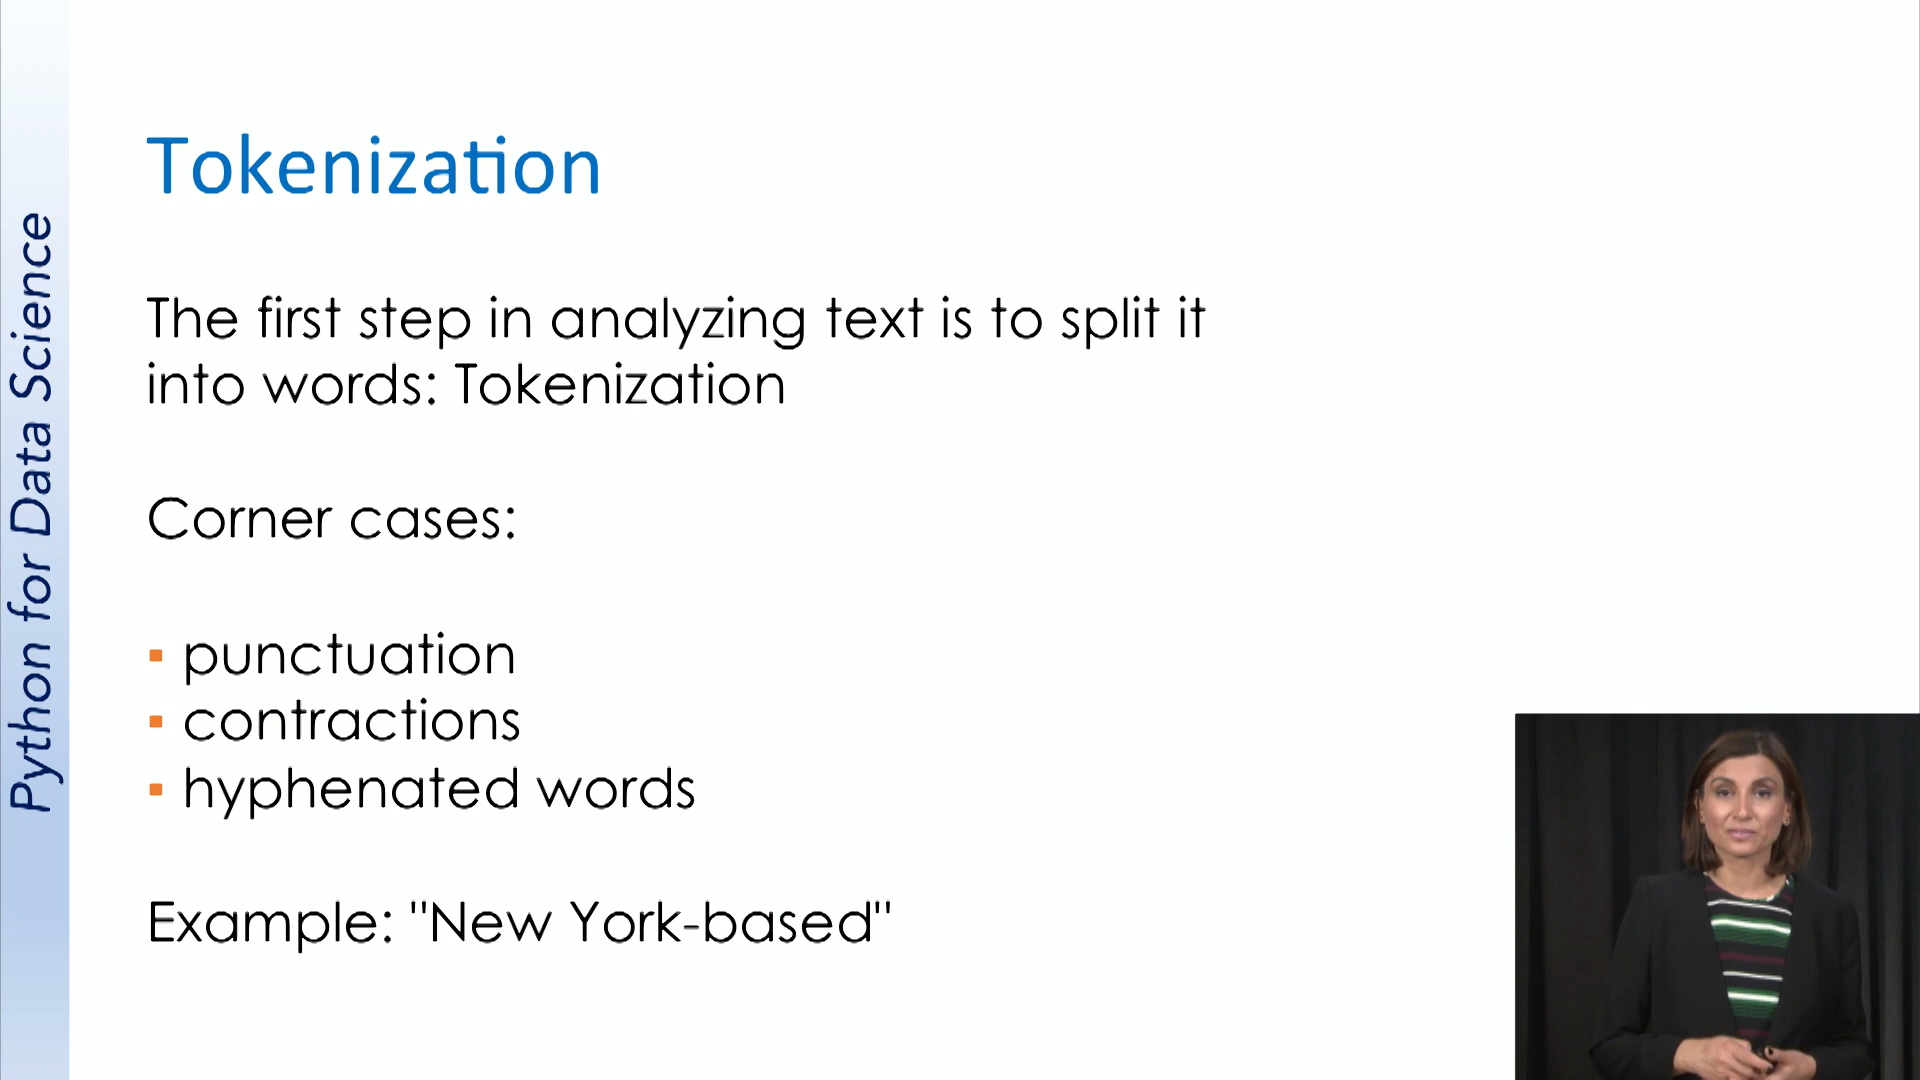 Python for Data Science
Tokenization
The first step in analyzing text is to split it
into words: Tokenization
Corner cases:
▪ punctuation
▪ contractions
▪ hyphenated words
Example: "New York-based"